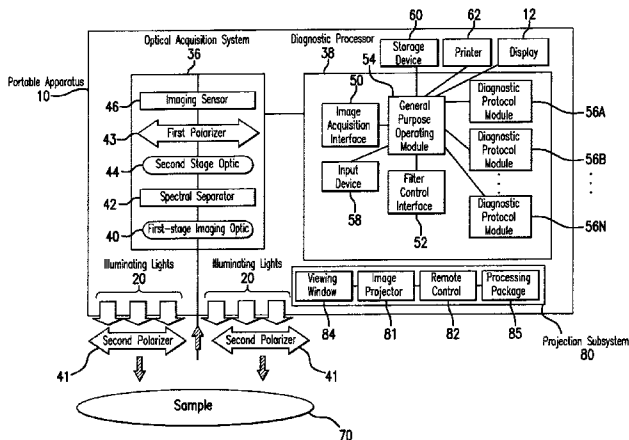 60
62
12
Optical Acquisition System
36
Diagnostic Processor
38
54
Storage
Device
Printer
Display
Portable Apparatus
10
46
Imaging Sensor
43
First Polarizer
44
Second Stage Optic
42
Spectral Separator
40
First-stage Imaging Optic
50
Image
Acquisition
Interface
General
Purpose
Operating
Module
Input
Device
58
Filter
Control
Interface
52
Diagnostic
Protocol
Module
56A
Diagnostic
Protocol
Module
56B
Diagnostic
Protocol
Module
56N
Illuminating Lights
20
Illuminating Lights
20
Viewing
Window
Image
Projector
Remote
Control
Processing
Package
84
81
82
85
Projection Subsystem
80
Second Polarizer
41
Second Polarizer
41
Sample
70